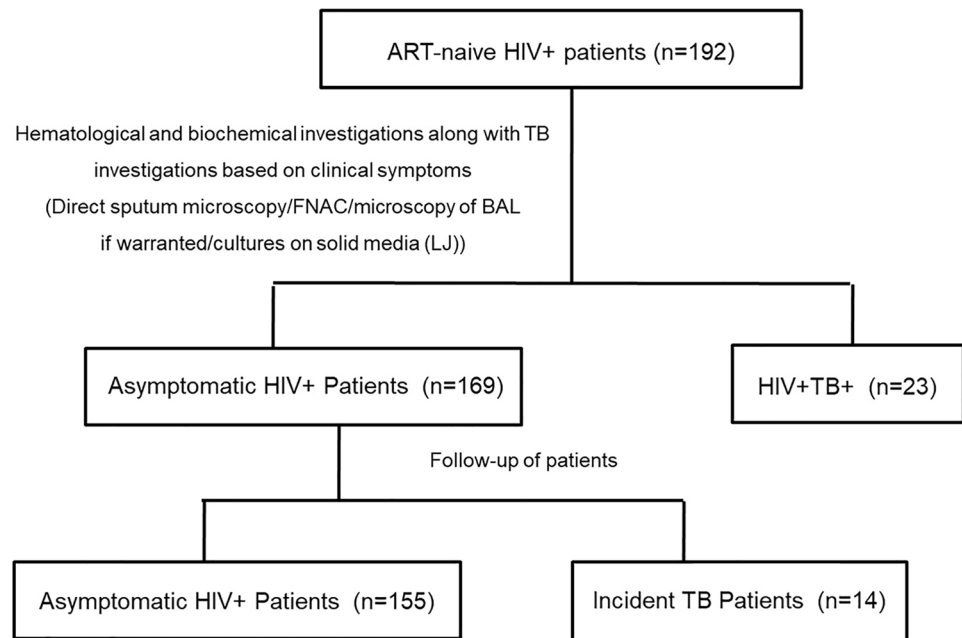 ART-naive HIV+ patients (n=192)
Hematological and biochemical investigations along with TB
investigations based on clinical symptoms
(Direct sputum microscopy/FNAC/microscopy of BAL
if warranted/cultures on solid media (LJ))
Asymptomatic HIV+ Patients (n=169)
HIV+TB+ (n=23)
Follow-up of patients
Asymptomatic HIV+ Patients (n=155)
Incident TB Patients (n=14)